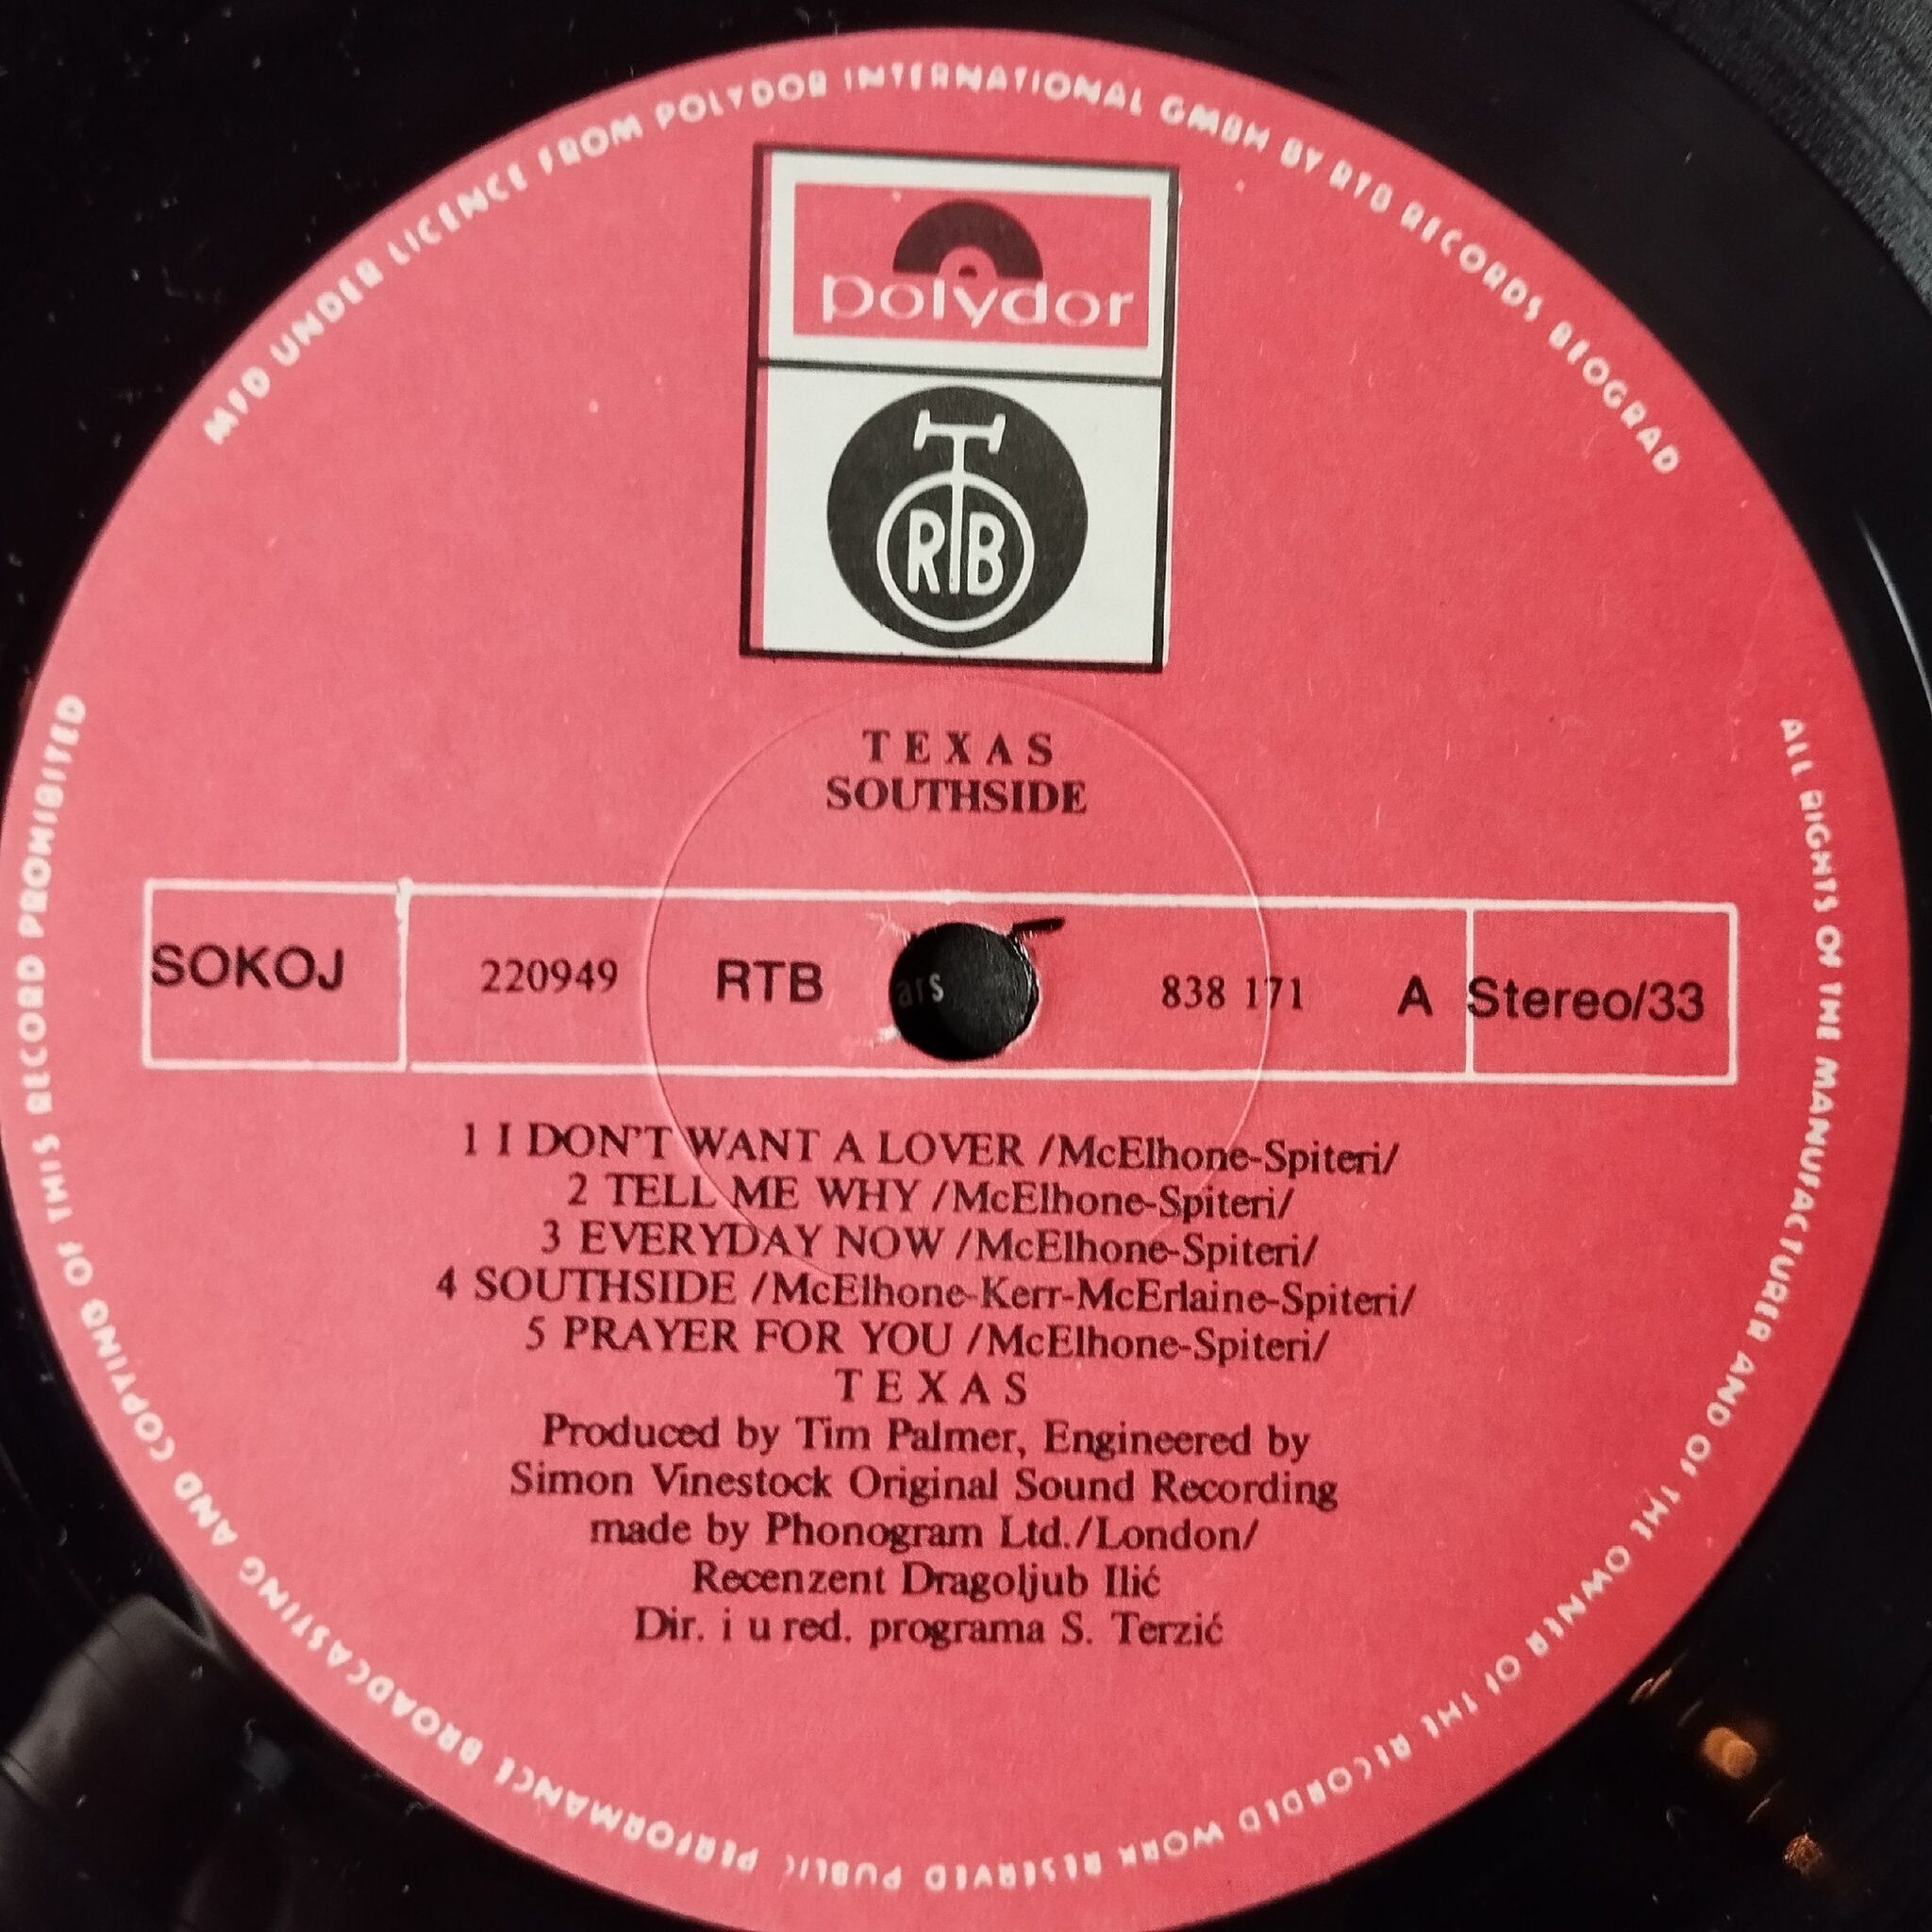 MFD UNDER LICENCE FROM POLYDOR INTERNATIONAL GMBH BY RTB RECORDS BEOGRAD
polydor
RTB
TEXAS
SOUTHSIDE
SOKOJ 220949 RTB 838 171 A Stereo/33
ars
1 I DON'T WANT A LOVER /McElhone-Spiteri/
2 TELL ME WHY /McElhone-Spiteri/
3 EVERYDAY NOW /McElhone-Spiteri/
4 SOUTHSIDE /McElhone-Kerr-McErlaine-Spiteri/
5 PRAYER FOR YOU /McElhone-Spiteri/
TEXAS
Produced by Tim Palmer, Engineered by
Simon Vinestock Original Sound Recording
made by Phonogram Ltd./London/
Recenzent Dragoljub Ilić
Dir. i u red. programa S. Terzić
ALL RIGHTS OF THE MANUFACTURER AND OF THE OWNER OF THE RECORDED WORK RESERVED PUBLIC PERFORMANCE BROADCASTING AND COPYING OF THIS RECORD PROHIBITED